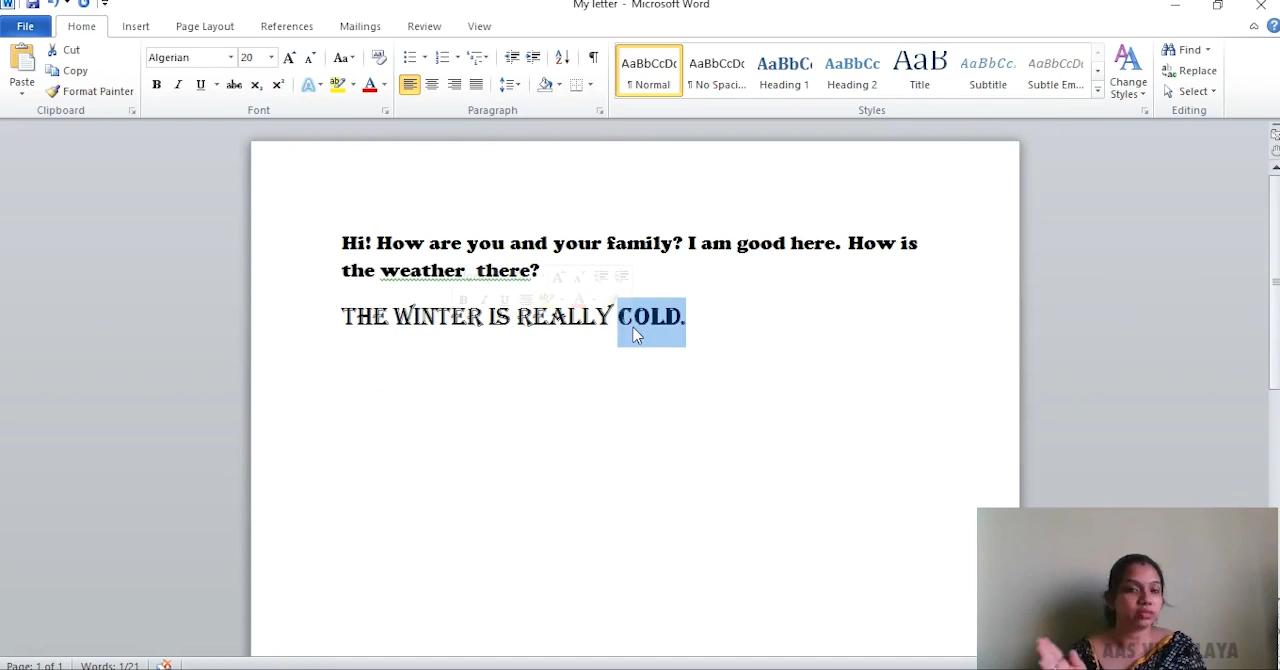 My letter - Microsoft Word
File Home Insert Page Layout References Mailings Review View
Paste
Cut
Copy
Format Painter
Clipboard
Algerian 20
Font
Paragraph
AaBbCcDc AaBbCcDc AaBbC AaBbCc AaB AaBbCc. AaBbCcDc
¶ Normal ¶ No Spaci... Heading 1 Heading 2 Title Subtitle Subtle Em...
Change Styles
Styles
Find
Replace
Select
Editing
Hi! How are you and your family? I am good here. How is
the weather there?
THE WINTER IS REALLY COLD.
Page: 1 of 1 Words: 1/21